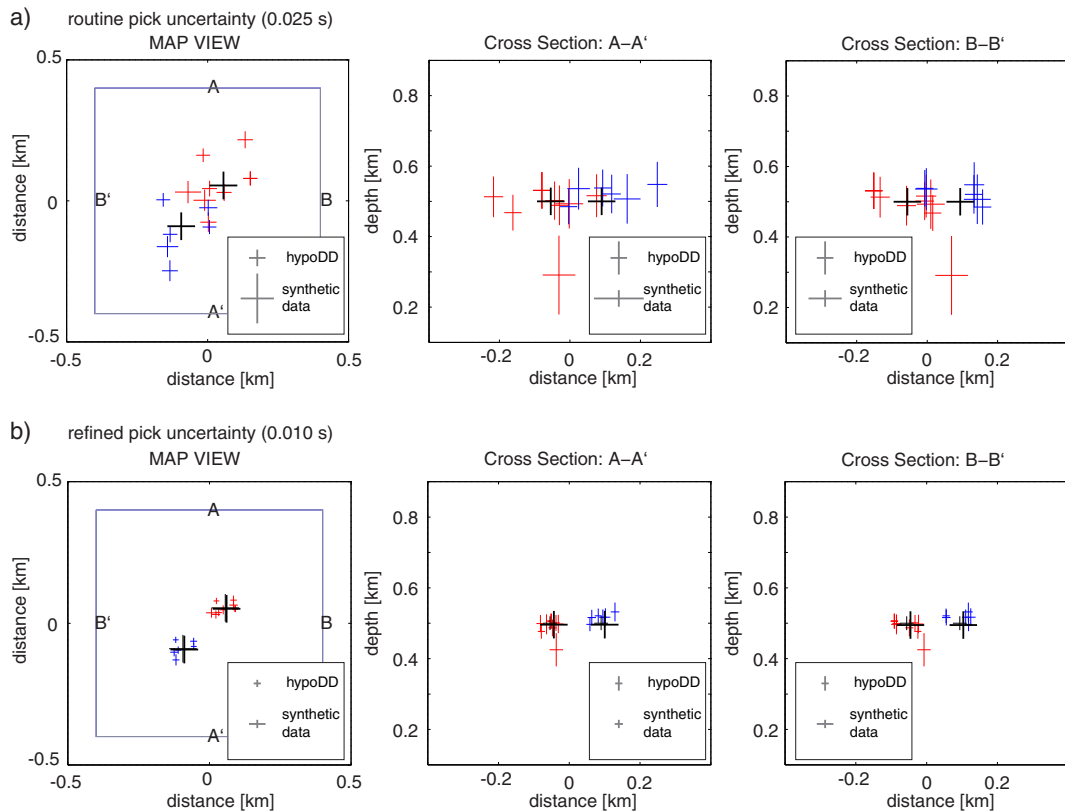 a)
routine pick uncertainty (0.025 s)
MAP VIEW
Cross Section: A–A‘
Cross Section: B–B‘
0.5
0
-0.5
distance [km]
A
B‘
B
A‘
hypoDD
synthetic
data
-0.5
0
0.5
distance [km]
0.8
0.6
0.4
0.2
depth [km]
hypoDD
synthetic
data
-0.2
0
0.2
distance [km]
0.8
0.6
0.4
0.2
depth [km]
hypoDD
synthetic
data
-0.2
0
0.2
distance [km]
b)
refined pick uncertainty (0.010 s)
MAP VIEW
Cross Section: A–A‘
Cross Section: B–B‘
0.5
0
-0.5
distance [km]
A
B‘
B
A‘
hypoDD
synthetic
data
-0.5
0
0.5
distance [km]
0.8
0.6
0.4
0.2
depth [km]
hypoDD
synthetic
data
-0.2
0
0.2
distance [km]
0.8
0.6
0.4
0.2
depth [km]
hypoDD
synthetic
data
-0.2
0
0.2
distance [km]